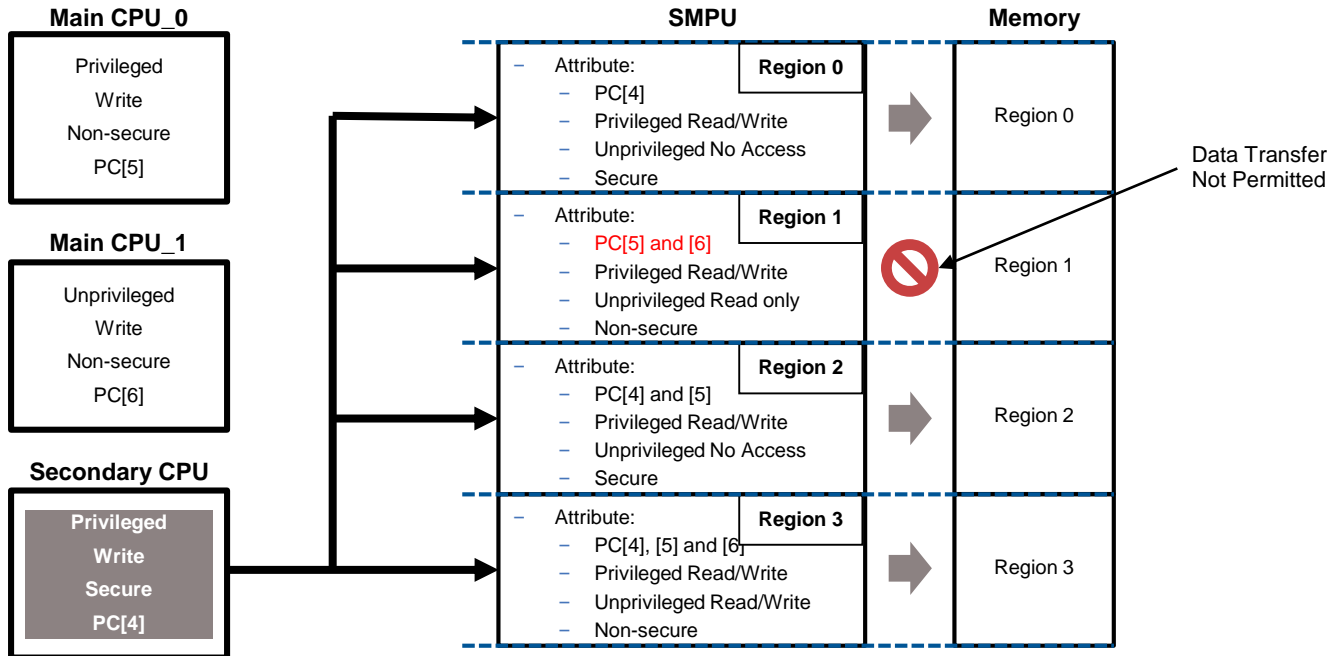 Main CPU_0
Privileged
Write
Non-secure
PC[5]
Main CPU_1
Unprivileged
Write
Non-secure
PC[6]
Secondary CPU
Privileged
Write
Secure
PC[4]
SMPU
– Attribute:
Region 0
– PC[4]
– Privileged Read/Write
– Unprivileged No Access
– Secure
– Attribute:
Region 1
– PC[5] and [6]
– Privileged Read/Write
– Unprivileged Read only
– Non-secure
– Attribute:
Region 2
– PC[4] and [5]
– Privileged Read/Write
– Unprivileged No Access
– Secure
– Attribute:
Region 3
– PC[4], [5] and [6]
– Privileged Read/Write
– Unprivileged Read/Write
– Non-secure
Memory
Region 0
Region 1
Region 2
Region 3
Data Transfer
Not Permitted